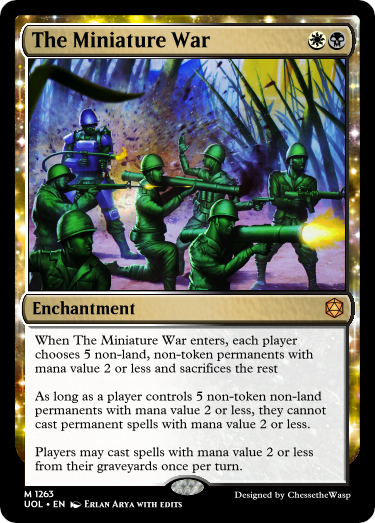 The Miniature War
Enchantment
When The Miniature War enters, each player
chooses 5 non-land, non-token permanents with
mana value 2 or less and sacrifices the rest
As long as a player controls 5 non-token non-land
permanents with mana value 2 or less, they cannot
cast permanent spells with mana value 2 or less.
Players may cast spells with mana value 2 or less
from their graveyards once per turn.
M 1263
UOL • EN Erlan Arya with edits
Designed by ChessetheWasp